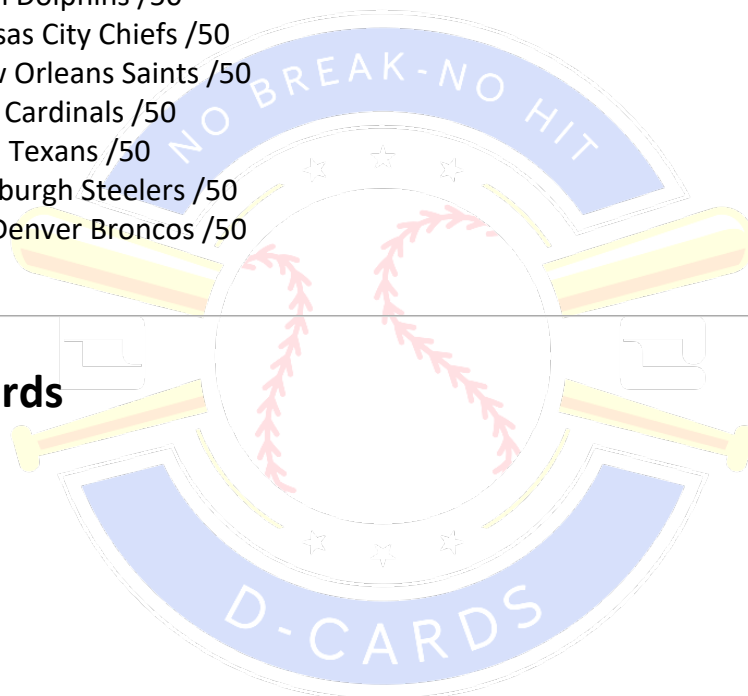 Dolphins /50
sas City Chiefs /50
Orleans Saints /50
Cardinals /50
Texans /50
burgh Steelers /50
Denver Broncos /50
NO BREAK-NO HIT
rds
D-CARDS